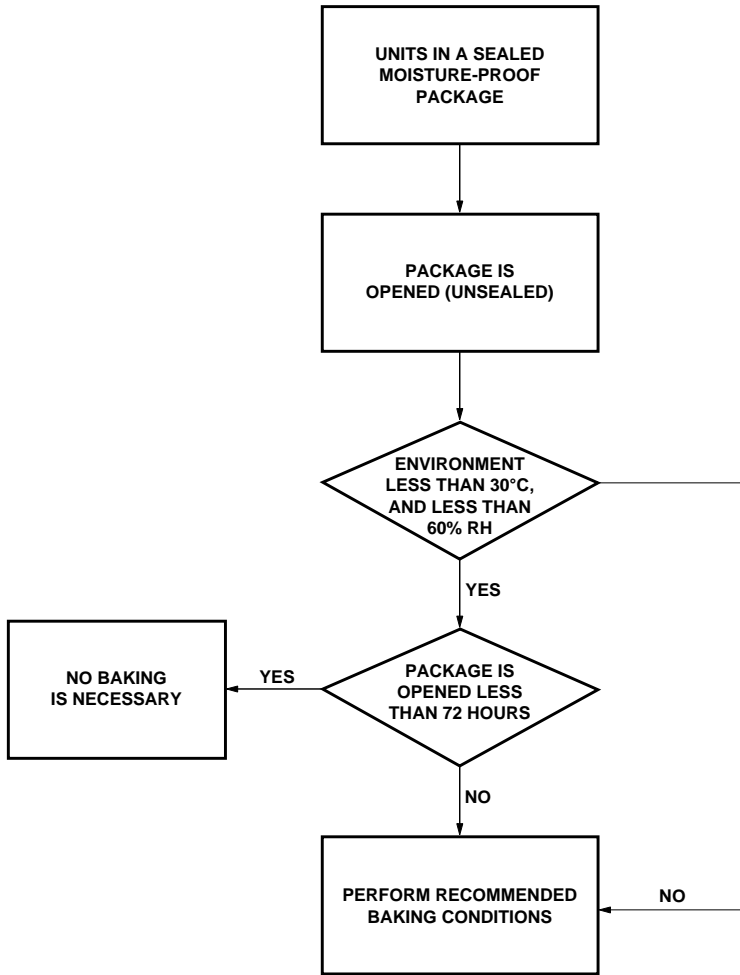 UNITS IN A SEALED
MOISTURE-PROOF
PACKAGE
PACKAGE IS
OPENED (UNSEALED)
ENVIRONMENT
LESS THAN 30°C,
AND LESS THAN
60% RH
YES
NO BAKING
IS NECESSARY
YES
PACKAGE IS
OPENED LESS
THAN 72 HOURS
NO
PERFORM RECOMMENDED
BAKING CONDITIONS
NO